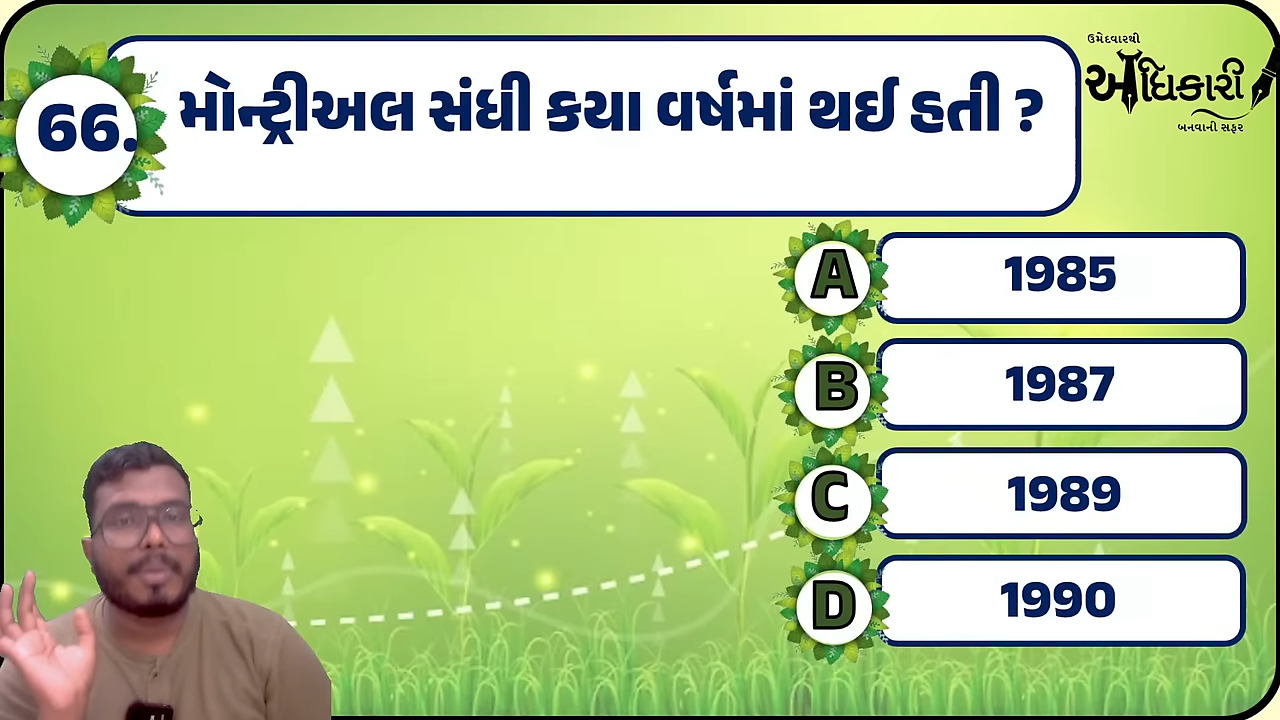 66.
મોન્ટ્રીઅલ સંધી કયા વર્ષમાં થઈ હતી ?
ઉમેદવારથી
અધિકારી
બનવાની સફર
A 1985
B 1987
C 1989
D 1990